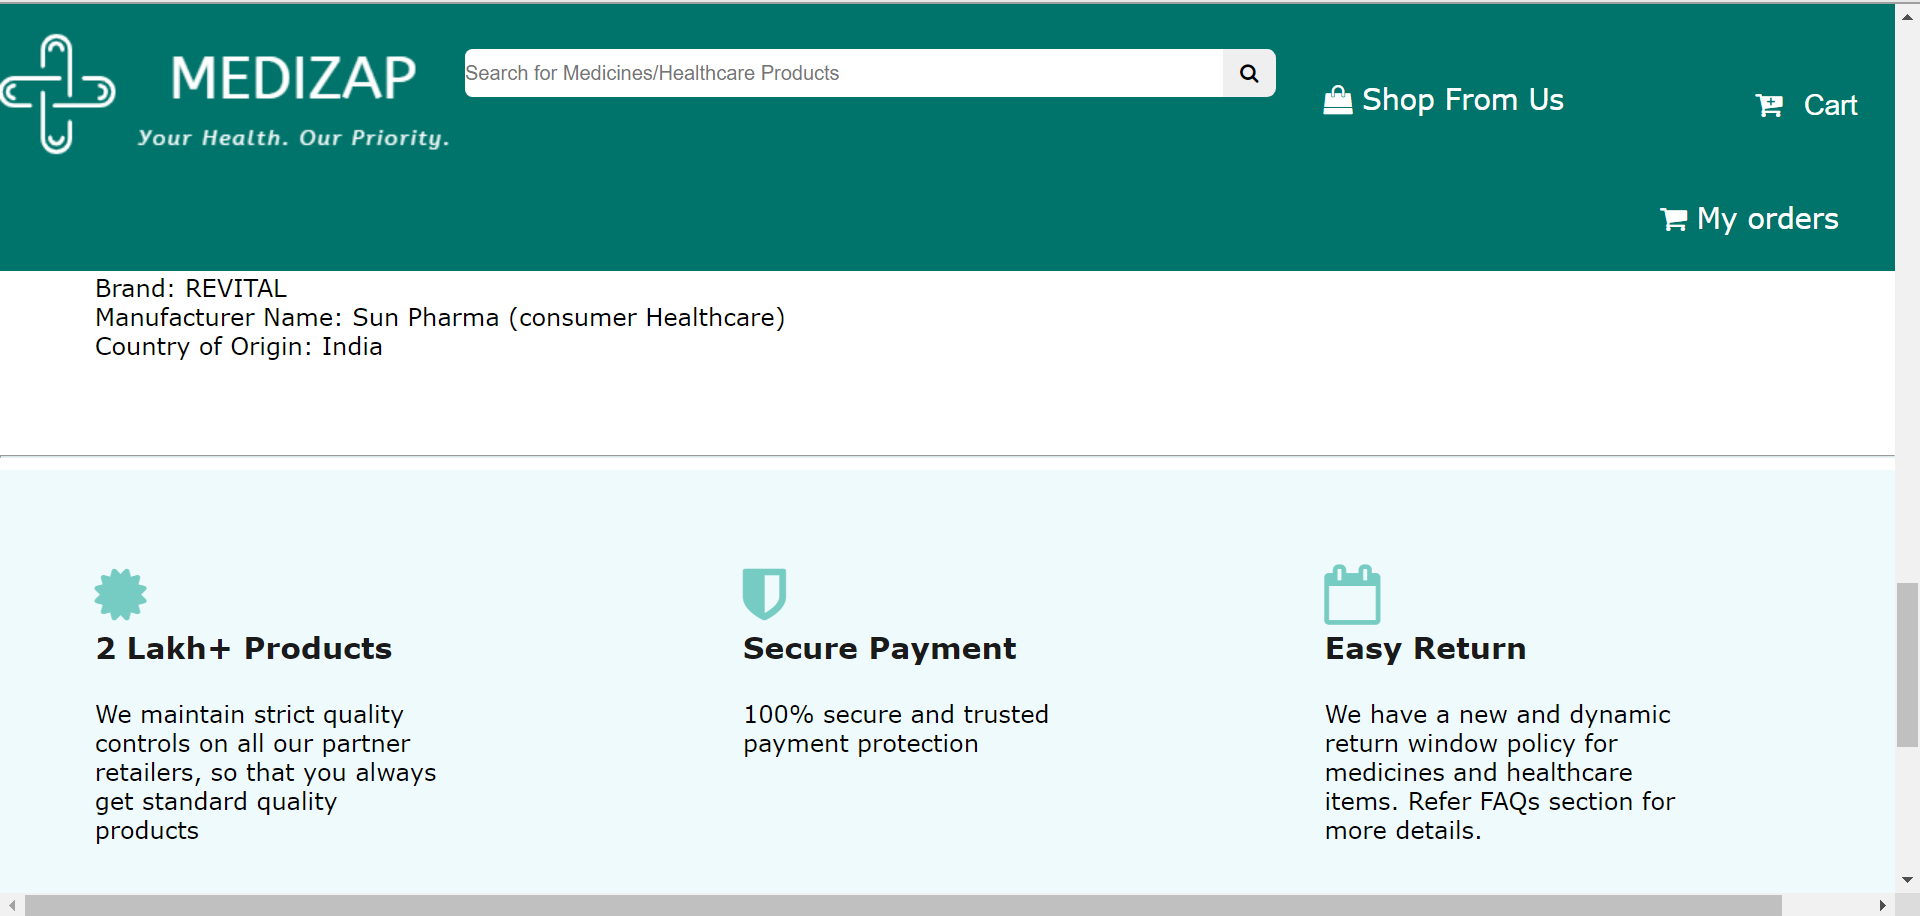 MEDIZAP
Your Health. Our Priority.
Search for Medicines/Healthcare Products
Shop From Us
Cart
My orders
Brand: REVITAL
Manufacturer Name: Sun Pharma (consumer Healthcare)
Country of Origin: India
2 Lakh+ Products
We maintain strict quality
controls on all our partner
retailers, so that you always
get standard quality
products
Secure Payment
100% secure and trusted
payment protection
Easy Return
We have a new and dynamic
return window policy for
medicines and healthcare
items. Refer FAQs section for
more details.